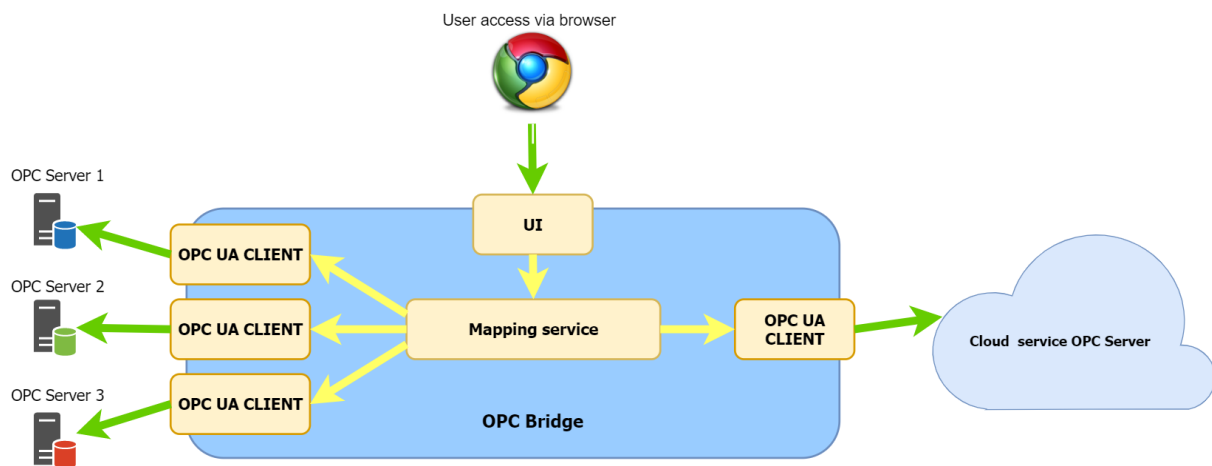 User access via browser
OPC Server 1
UI
OPC UA CLIENT
OPC Server 2
OPC UA CLIENT
Mapping service
OPC UA
CLIENT
Cloud service OPC Server
OPC Server 3
OPC UA CLIENT
OPC Bridge